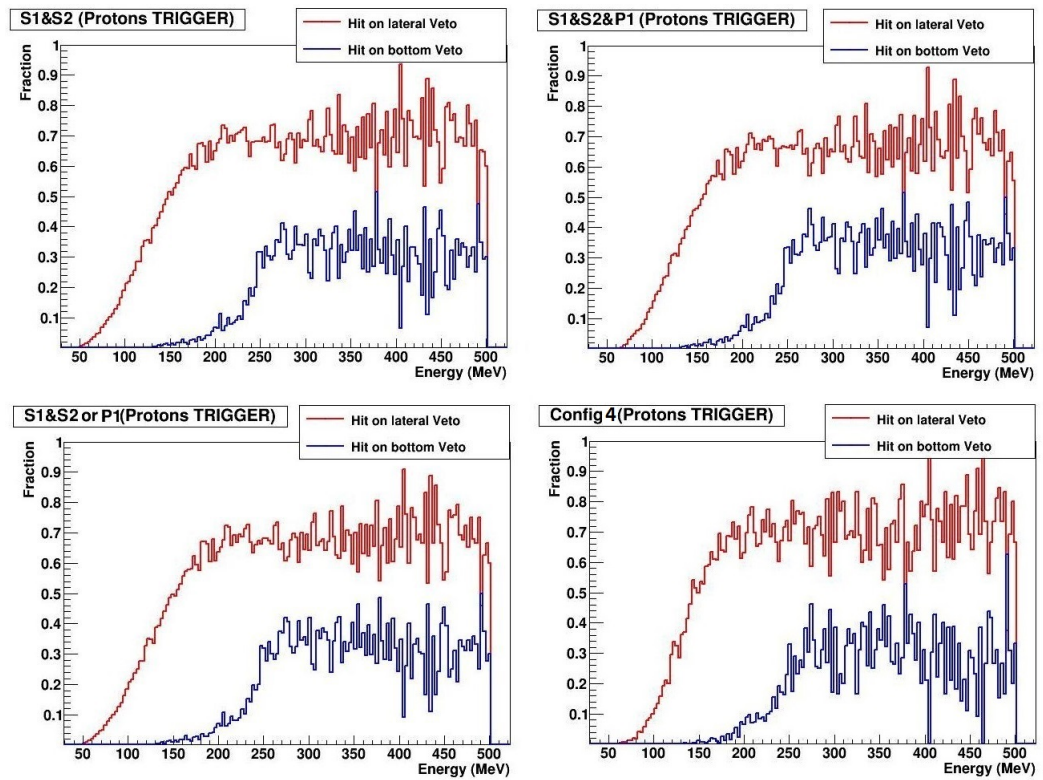 S1&S2 (Protons TRIGGER)
Hit on lateral Veto
Hit on bottom Veto
Fraction
1
0.9
0.8
0.7
0.6
0.5
0.4
0.3
0.2
0.1
50 100 150 200 250 300 350 400 450 500
Energy (MeV)
S1&S2&P1 (Protons TRIGGER)
Hit on lateral Veto
Hit on bottom Veto
Fraction
1
0.9
0.8
0.7
0.6
0.5
0.4
0.3
0.2
0.1
50 100 150 200 250 300 350 400 450 500
Energy (MeV)
S1&S2 or P1(Protons TRIGGER)
Hit on lateral Veto
Hit on bottom Veto
Fraction
1
0.9
0.8
0.7
0.6
0.5
0.4
0.3
0.2
0.1
50 100 150 200 250 300 350 400 450 500
Energy (MeV)
Config 4 (Protons TRIGGER)
Hit on lateral Veto
Hit on bottom Veto
Fraction
1
0.9
0.8
0.7
0.6
0.5
0.4
0.3
0.2
0.1
50 100 150 200 250 300 350 400 450 500
Energy (MeV)